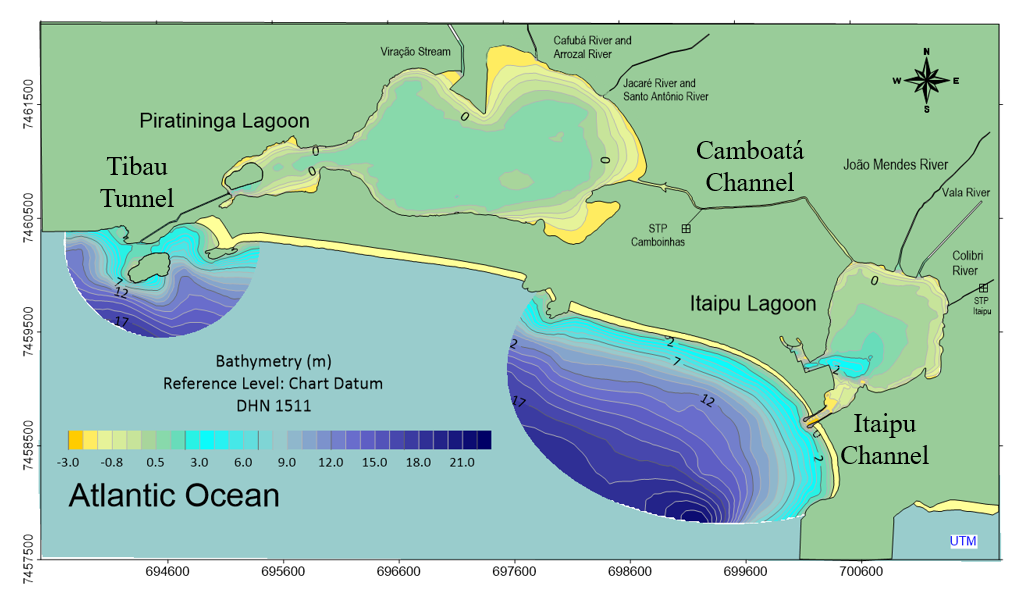 Viração Stream
Cafubá River and
Arrozal River
Jacaré River and
Santo Antônio River
N
W
E
S
Piratininga Lagoon
Tibau
Tunnel
Camboatá
Channel
João Mendes River
Vala River
STP
Camboinhas
Colibri
River
STP
Itaipu
Itaipu Lagoon
Itaipu
Channel
0
0
0
0
0
7
12
17
2
7
12
2
17
2
0
2
Bathymetry (m)
Reference Level: Chart Datum
DHN 1511
-3.0
-0.8
0.5
3.0
6.0
9.0
12.0
15.0
18.0
21.0
Atlantic Ocean
UTM
7461500
7460500
7459500
7458500
7457500
694600
695600
696600
697600
698600
699600
700600